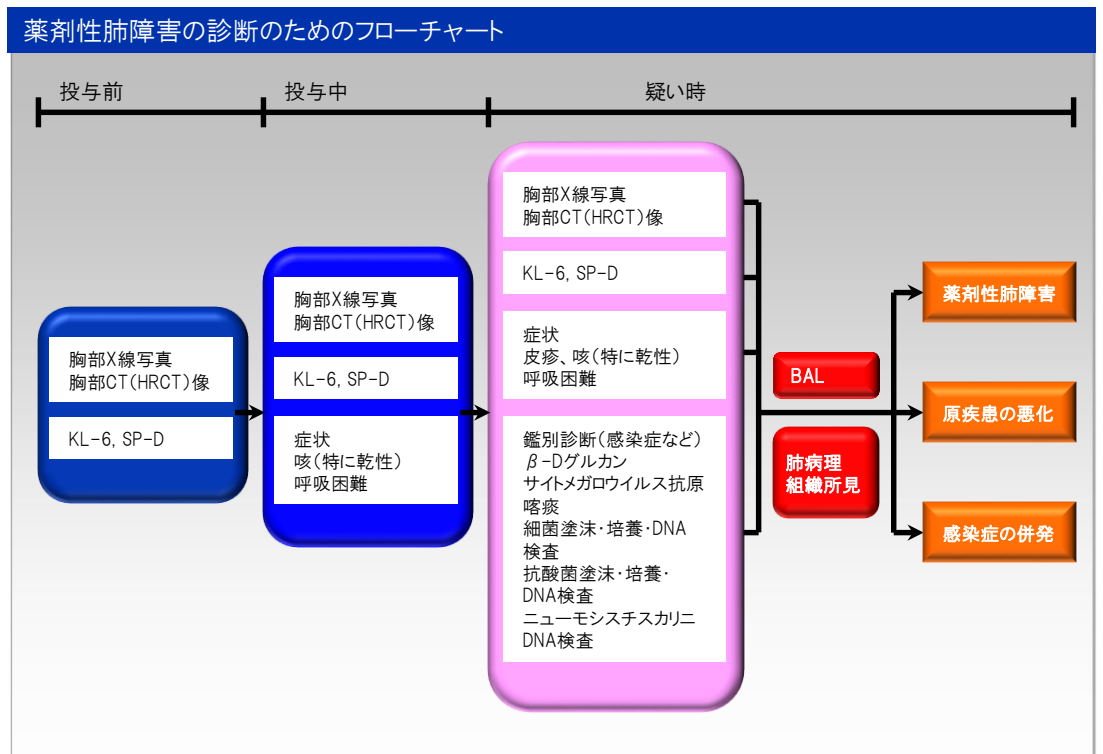 薬剤性肺障害の診断のためのフローチャート
投与前
投与中
疑い時
胸部X線写真
胸部CT(HRCT)像
KL-6, SP-D
胸部X線写真
胸部CT(HRCT)像
KL-6, SP-D
症状
咳(特に乾性)
呼吸困難
胸部X線写真
胸部CT(HRCT)像
KL-6, SP-D
症状
皮疹、咳(特に乾性)
呼吸困難
鑑別診断(感染症など)
β-Dグルカン
サイトメガロウイルス抗原
喀痰
細菌塗沫・培養・DNA
検査
抗酸菌塗沫・培養・
DNA検査
ニューモシスチスカリニ
DNA検査
BAL
肺病理
組織所見
薬剤性肺障害
原疾患の悪化
感染症の併発